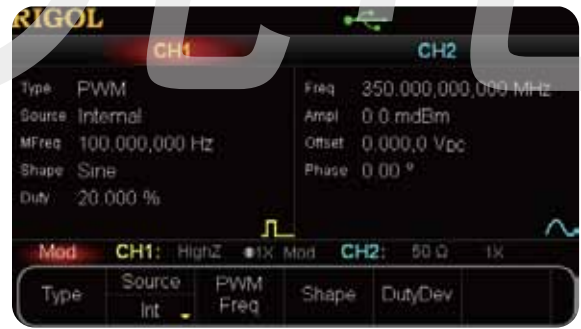 RIGOL
CH1 CH2
Type PWM
Source Internal
MFreq 100.000,000 Hz
Shape Sine
Duty 20.000 %
Freq 350.000,000,000 MHz
Ampl 0.0 mdBm
Offset 0.000,0 VDC
Phase 0.00 °
Mod CH1: HighZ 1X Mod CH2: 50 Ω 1X
Type Source Int PWM Freq Shape DutyDev